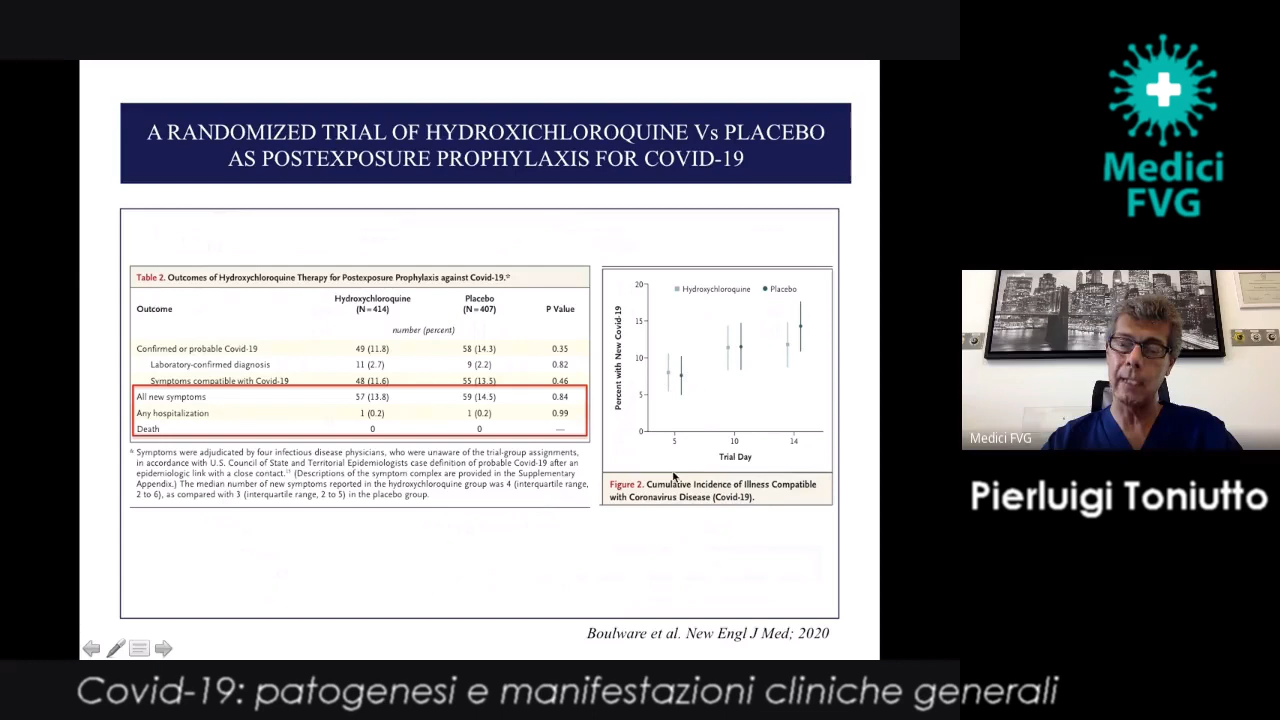 A RANDOMIZED TRIAL OF HYDROXICHLOROQUINE Vs PLACEBO
AS POSTEXPOSURE PROPHYLAXIS FOR COVID-19
Table 2. Outcomes of Hydroxychloroquine Therapy for Postexposure Prophylaxis against Covid-19.*
Outcome Hydroxychloroquine (N=414) Placebo (N=407) P Value
number (percent)
Confirmed or probable Covid-19 49 (11.8) 58 (14.3) 0.35
Laboratory-confirmed diagnosis 11 (2.7) 9 (2.2) 0.82
Symptoms compatible with Covid-19 48 (11.6) 55 (13.5) 0.46
All new symptoms 57 (13.8) 59 (14.5) 0.84
Any hospitalization 1 (0.2) 1 (0.2) 0.99
Death 0 0 —
* Symptoms were adjudicated by four infectious disease physicians, who were unaware of the trial-group assignments,
in accordance with U.S. Council of State and Territorial Epidemiologists case definition of probable Covid-19 after an
epidemiologic link with a close contact. (Descriptions of the symptom complex are provided in the Supplementary
Appendix.) The median number of new symptoms reported in the hydroxychloroquine group was 4 (interquartile range,
2 to 6), as compared with 3 (interquartile range, 2 to 5) in the placebo group.
Hydroxychloroquine Placebo
Percent with New Covid-19
20
15
10
5
0
5 10 14
Trial Day
Figure 2. Cumulative Incidence of Illness Compatible
with Coronavirus Disease (Covid-19).
Boulware et al. New Engl J Med; 2020
Medici
FVG
Medici FVG
Pierluigi Toniutto
Covid-19: patogenesi e manifestazioni cliniche generali